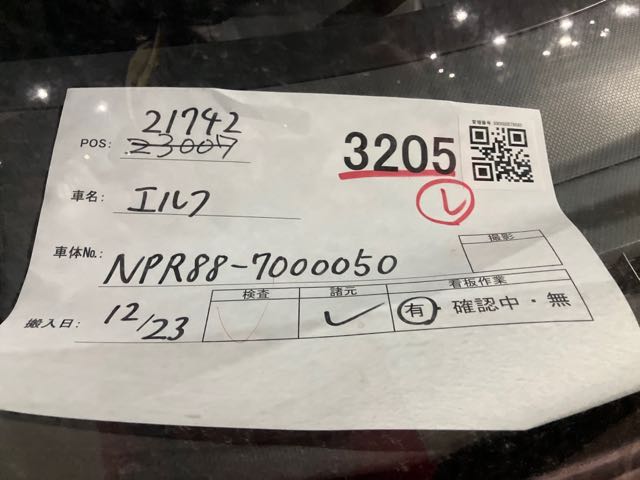 21742
POS: 23007
3205
レ
車名: エルフ
車体No.: NPR88-7000050
撮影
搬入日: 12/23
検査 諸元 看板作業
有・確認中・無